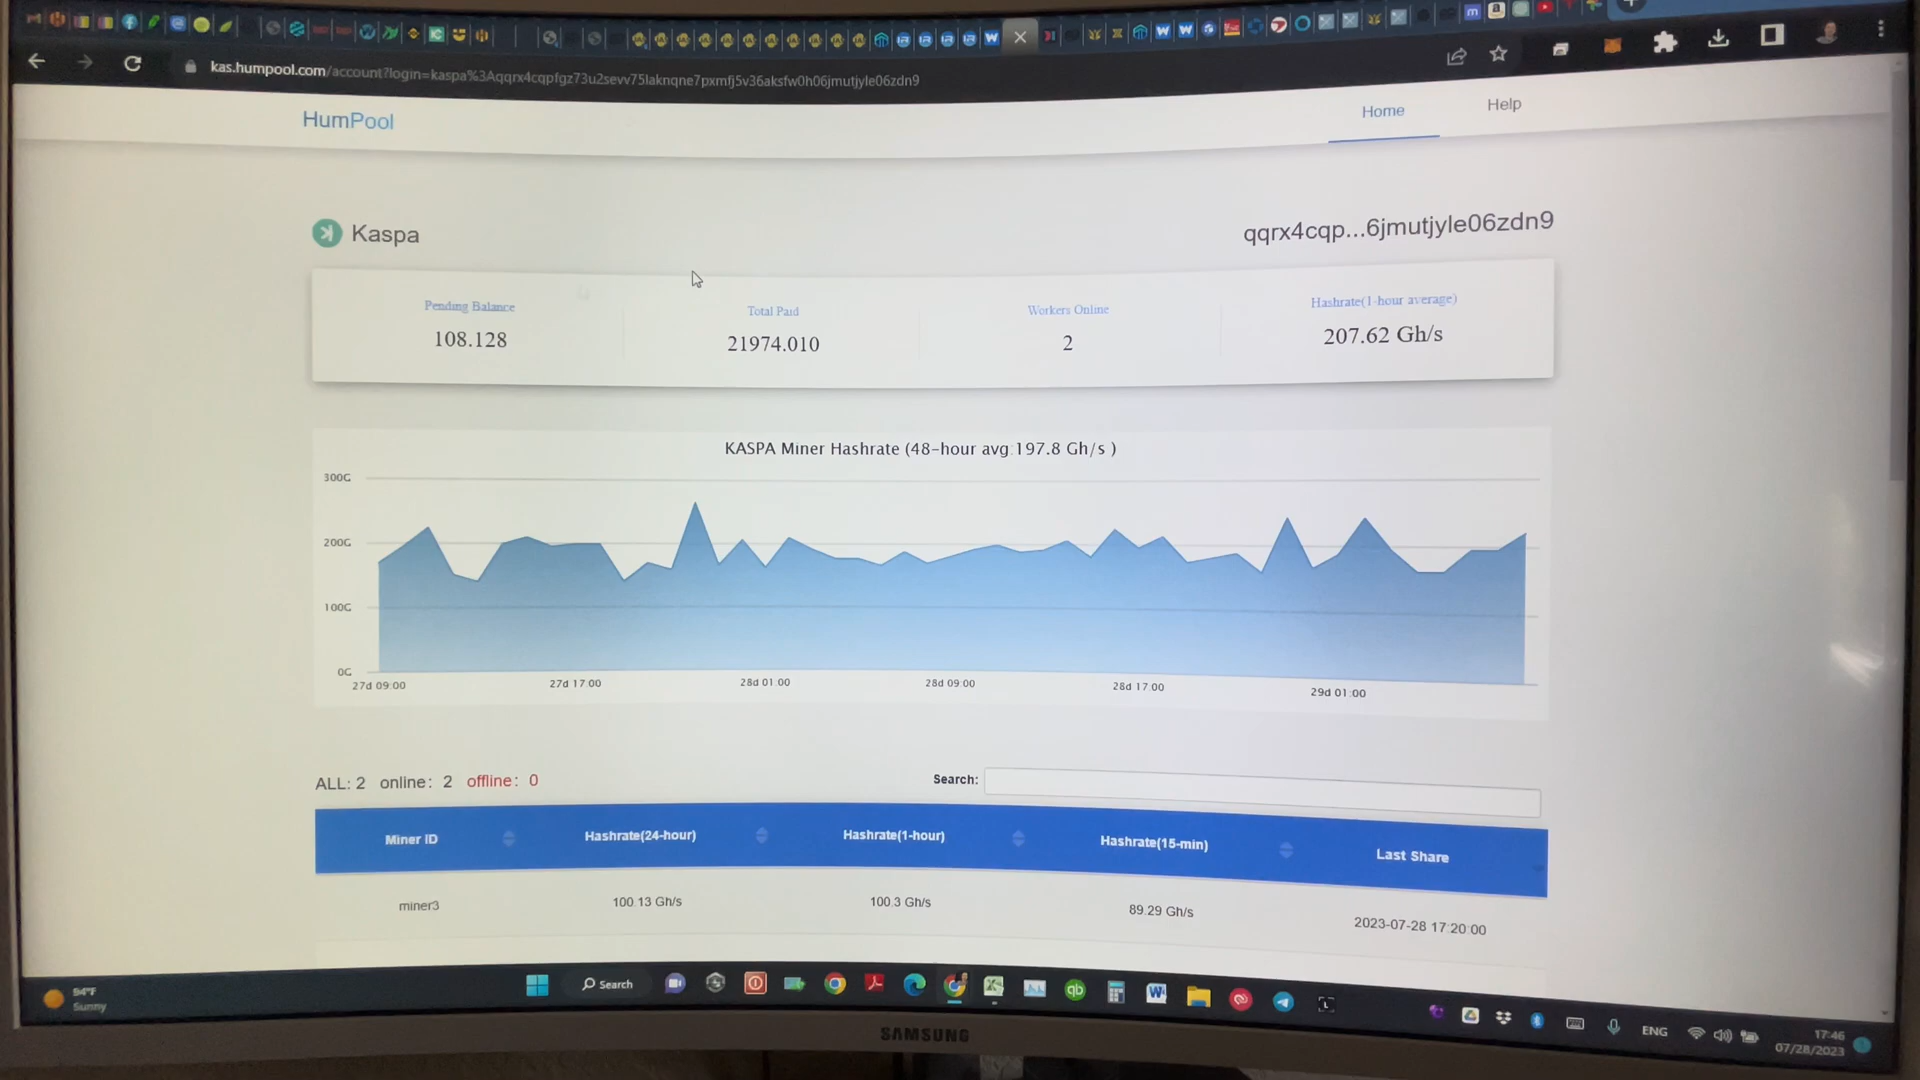 kas.humpool.com/account?login=kaspa%3Aqqrx4cqpfgz73u2sevv75laknqne7pxmfj5v36aksfw0h06jmutjyle06zdn9
HumPool
Home
Help
Kaspa
qqrx4cqp...6jmutjyle06zdn9
Pending Balance
Total Paid
Workers Online
Hashrate(1-hour average)
108.128
21974.010
2
207.62 Gh/s
KASPA Miner Hashrate (48-hour avg:197.8 Gh/s )
300G
200G
100G
0G
27d 09:00
27d 17:00
28d 01:00
28d 09:00
28d 17:00
29d 01:00
ALL: 2 online: 2 offline: 0
Search:
Miner ID
Hashrate(24-hour)
Hashrate(1-hour)
Hashrate(15-min)
Last Share
miner3
100.13 Gh/s
100.3 Gh/s
89.29 Gh/s
2023-07-28 17:20:00
94°F
Sunny
Search
ENG
17:46
07/28/2023
SAMSUNG